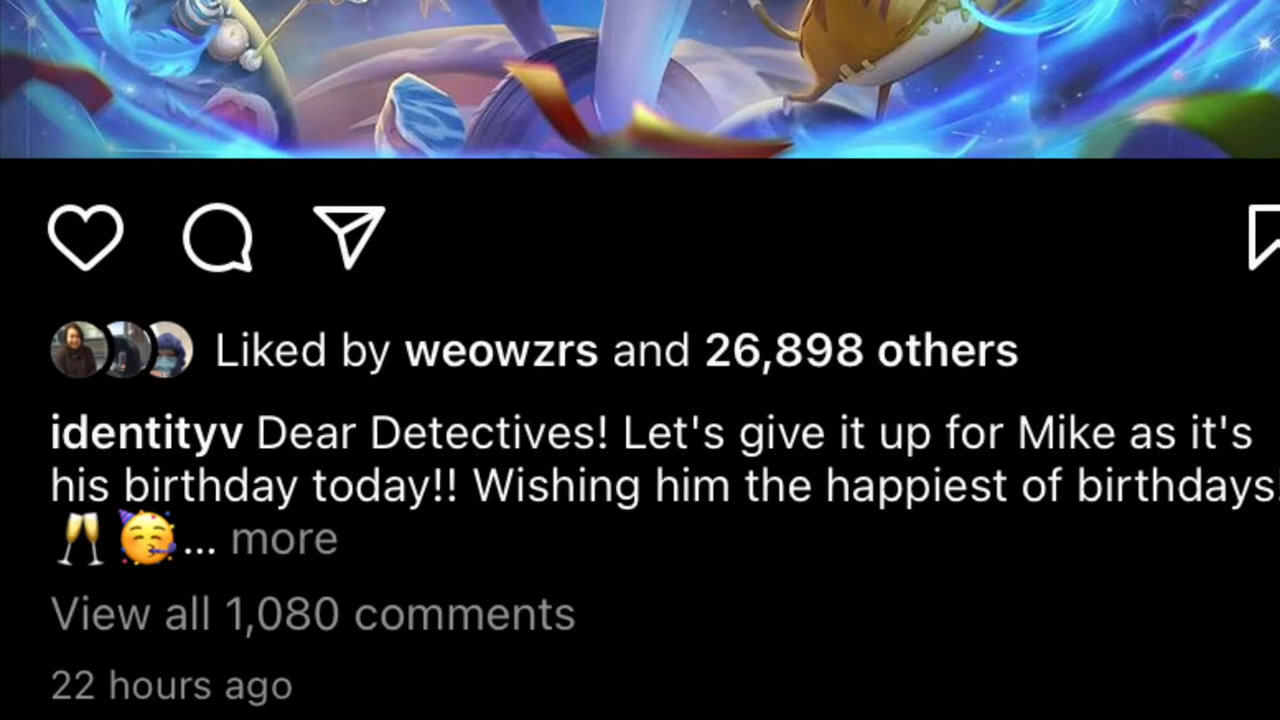 Liked by weowzrs and 26,898 others
identityv Dear Detectives! Let's give it up for Mike as it's
his birthday today!! Wishing him the happiest of birthdays
🥂 🥳... more
View all 1,080 comments
22 hours ago